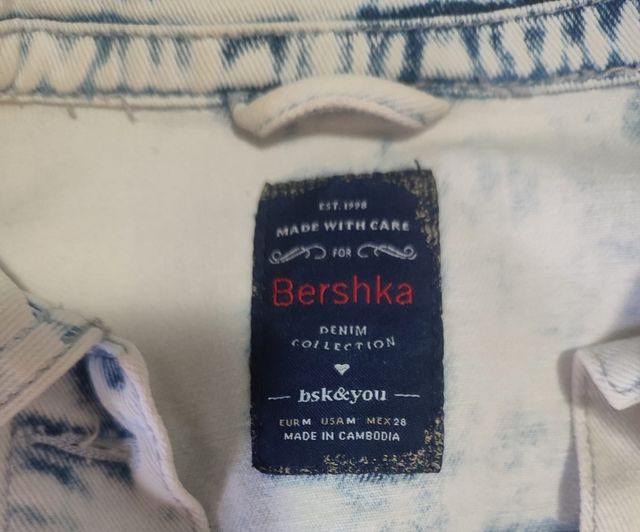 EST. 1998
MADE WITH CARE
FOR
Bershka
DENIM
COLLECTION
bsk&you
EUR M USA M MEX 28
MADE IN CAMBODIA